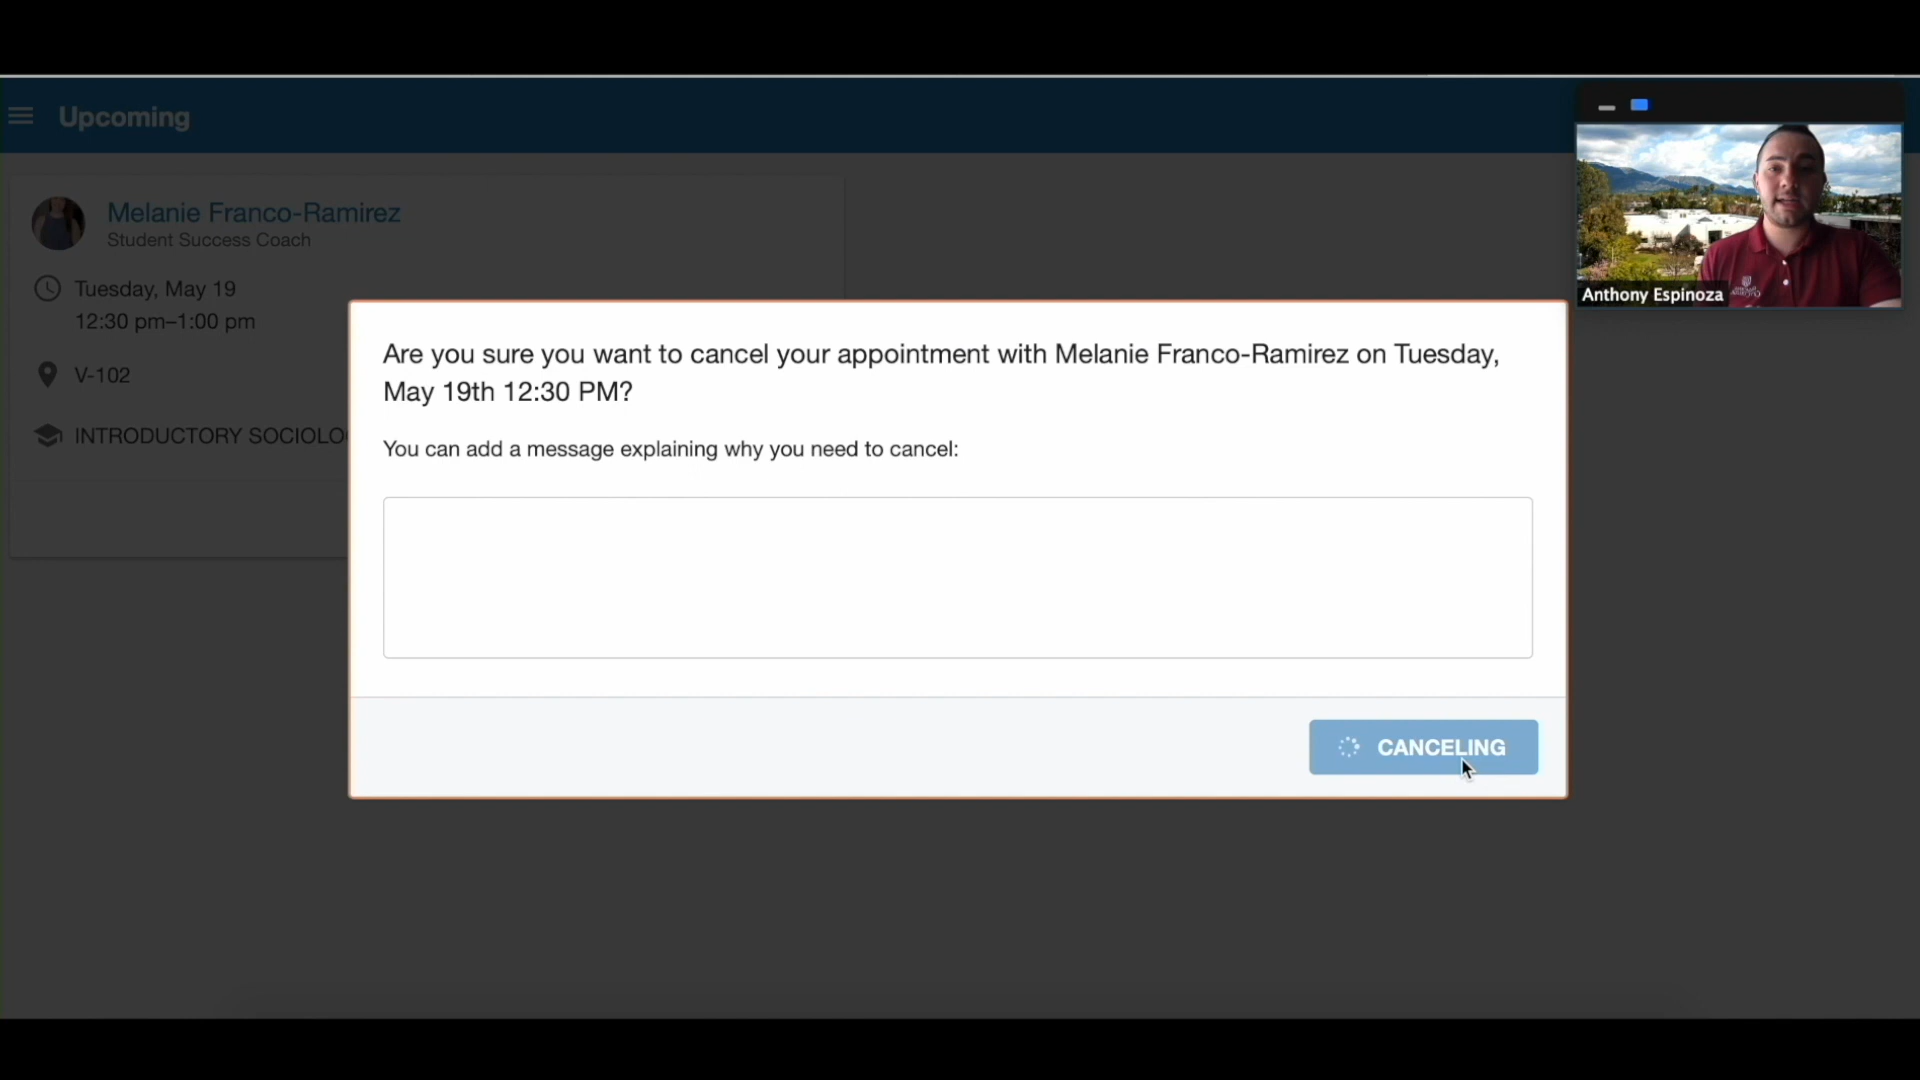 Upcoming
Melanie Franco-Ramirez
Student Success Coach
Tuesday, May 19
12:30 pm–1:00 pm
V-102
INTRODUCTORY SOCIOLO
Are you sure you want to cancel your appointment with Melanie Franco-Ramirez on Tuesday,
May 19th 12:30 PM?
You can add a message explaining why you need to cancel:
CANCELING
Anthony Espinoza